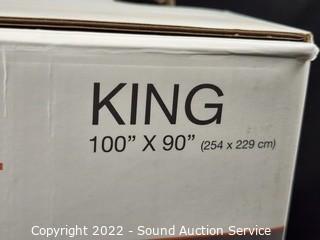 KING
100” X 90” (254 x 229 cm)
Copyright 2022 - Sound Auction Service